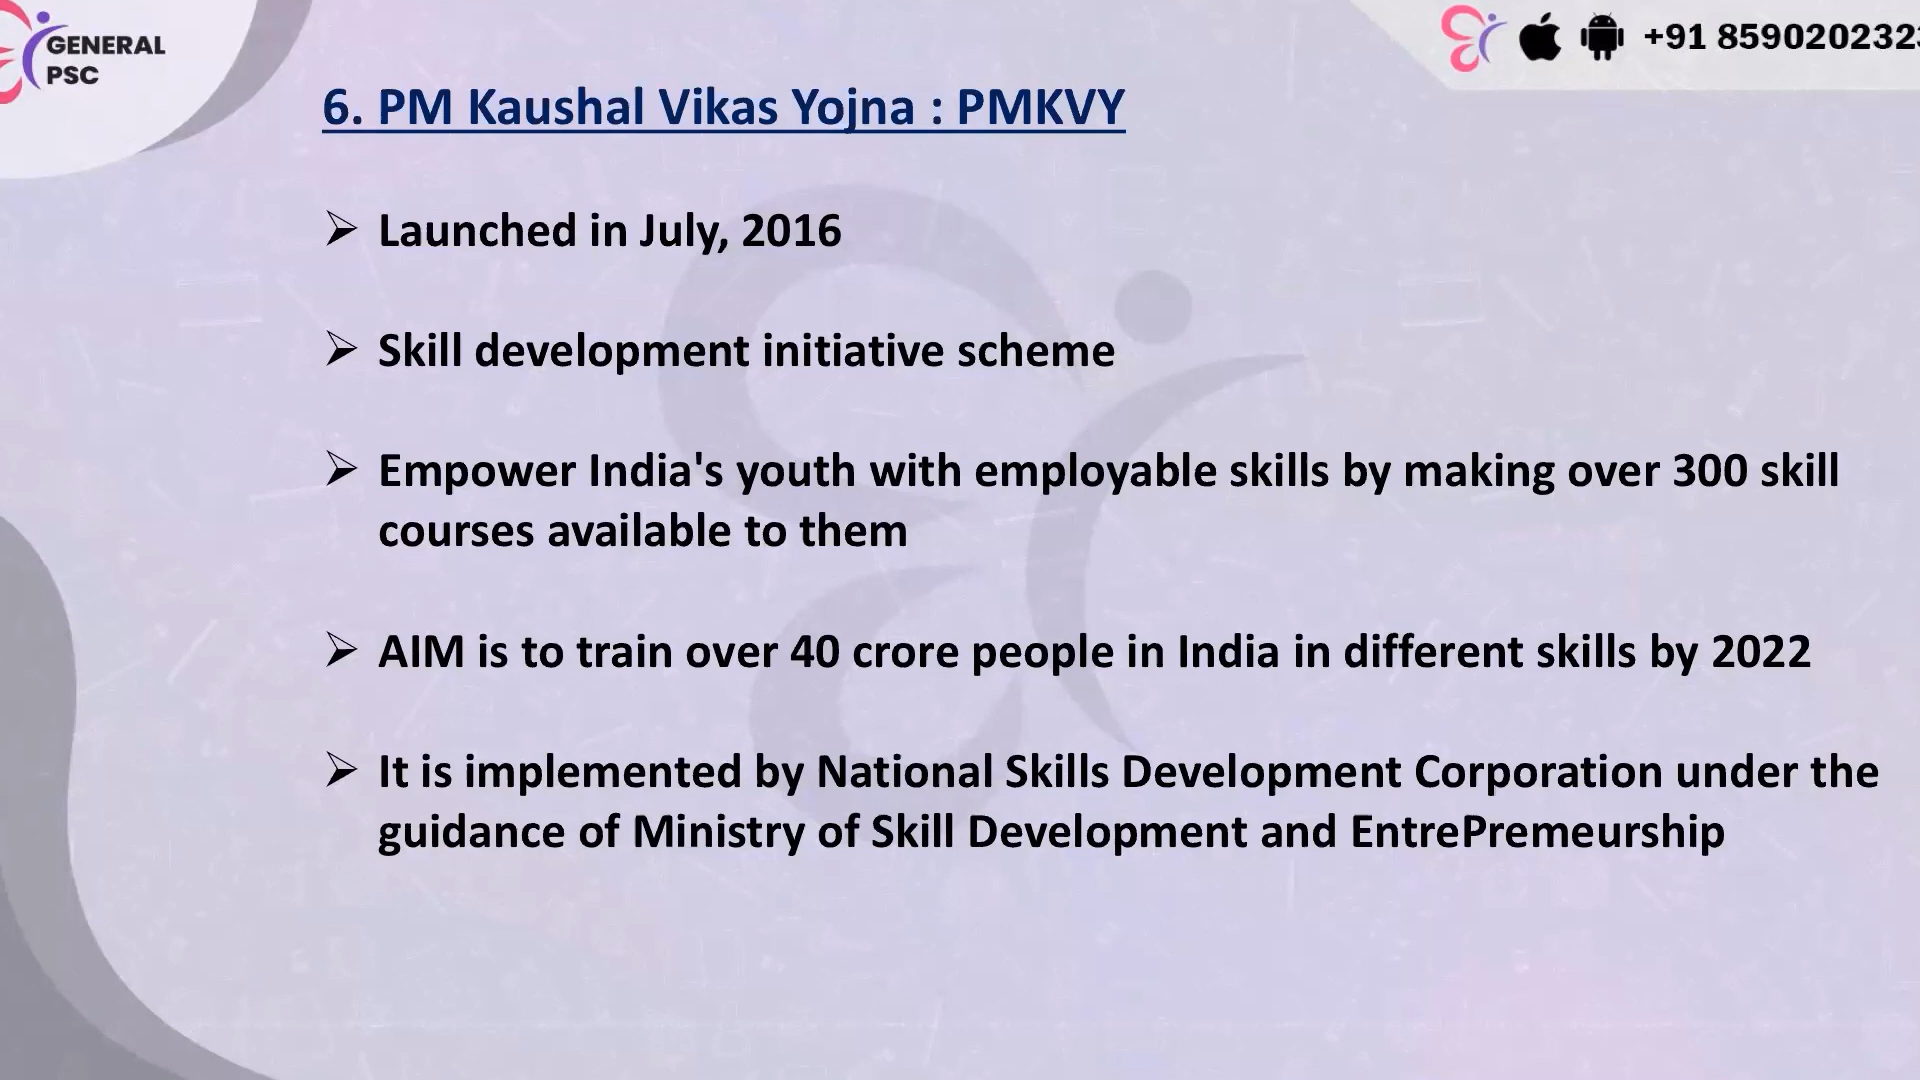 GENERAL
PSC
+91 859020232
6. PM Kaushal Vikas Yojna : PMKVY
➢ Launched in July, 2016
➢ Skill development initiative scheme
➢ Empower India's youth with employable skills by making over 300 skill
courses available to them
➢ AIM is to train over 40 crore people in India in different skills by 2022
➢ It is implemented by National Skills Development Corporation under the
guidance of Ministry of Skill Development and EntrePremeurship